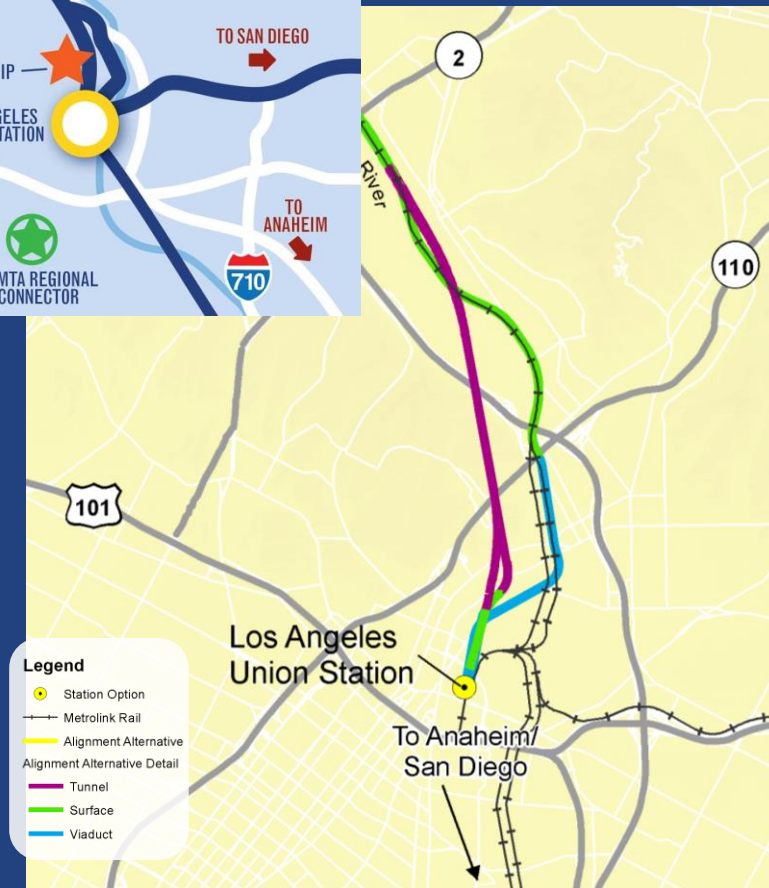 TO SAN DIEGO
IP
GELES
TATION
TO
ANAHEIM
MTA REGIONAL
CONNECTOR
710
2
River
110
101
Los Angeles
Union Station
To Anaheim/
San Diego
Legend
Station Option
Metrolink Rail
Alignment Alternative
Alignment Alternative Detail
Tunnel
Surface
Viaduct